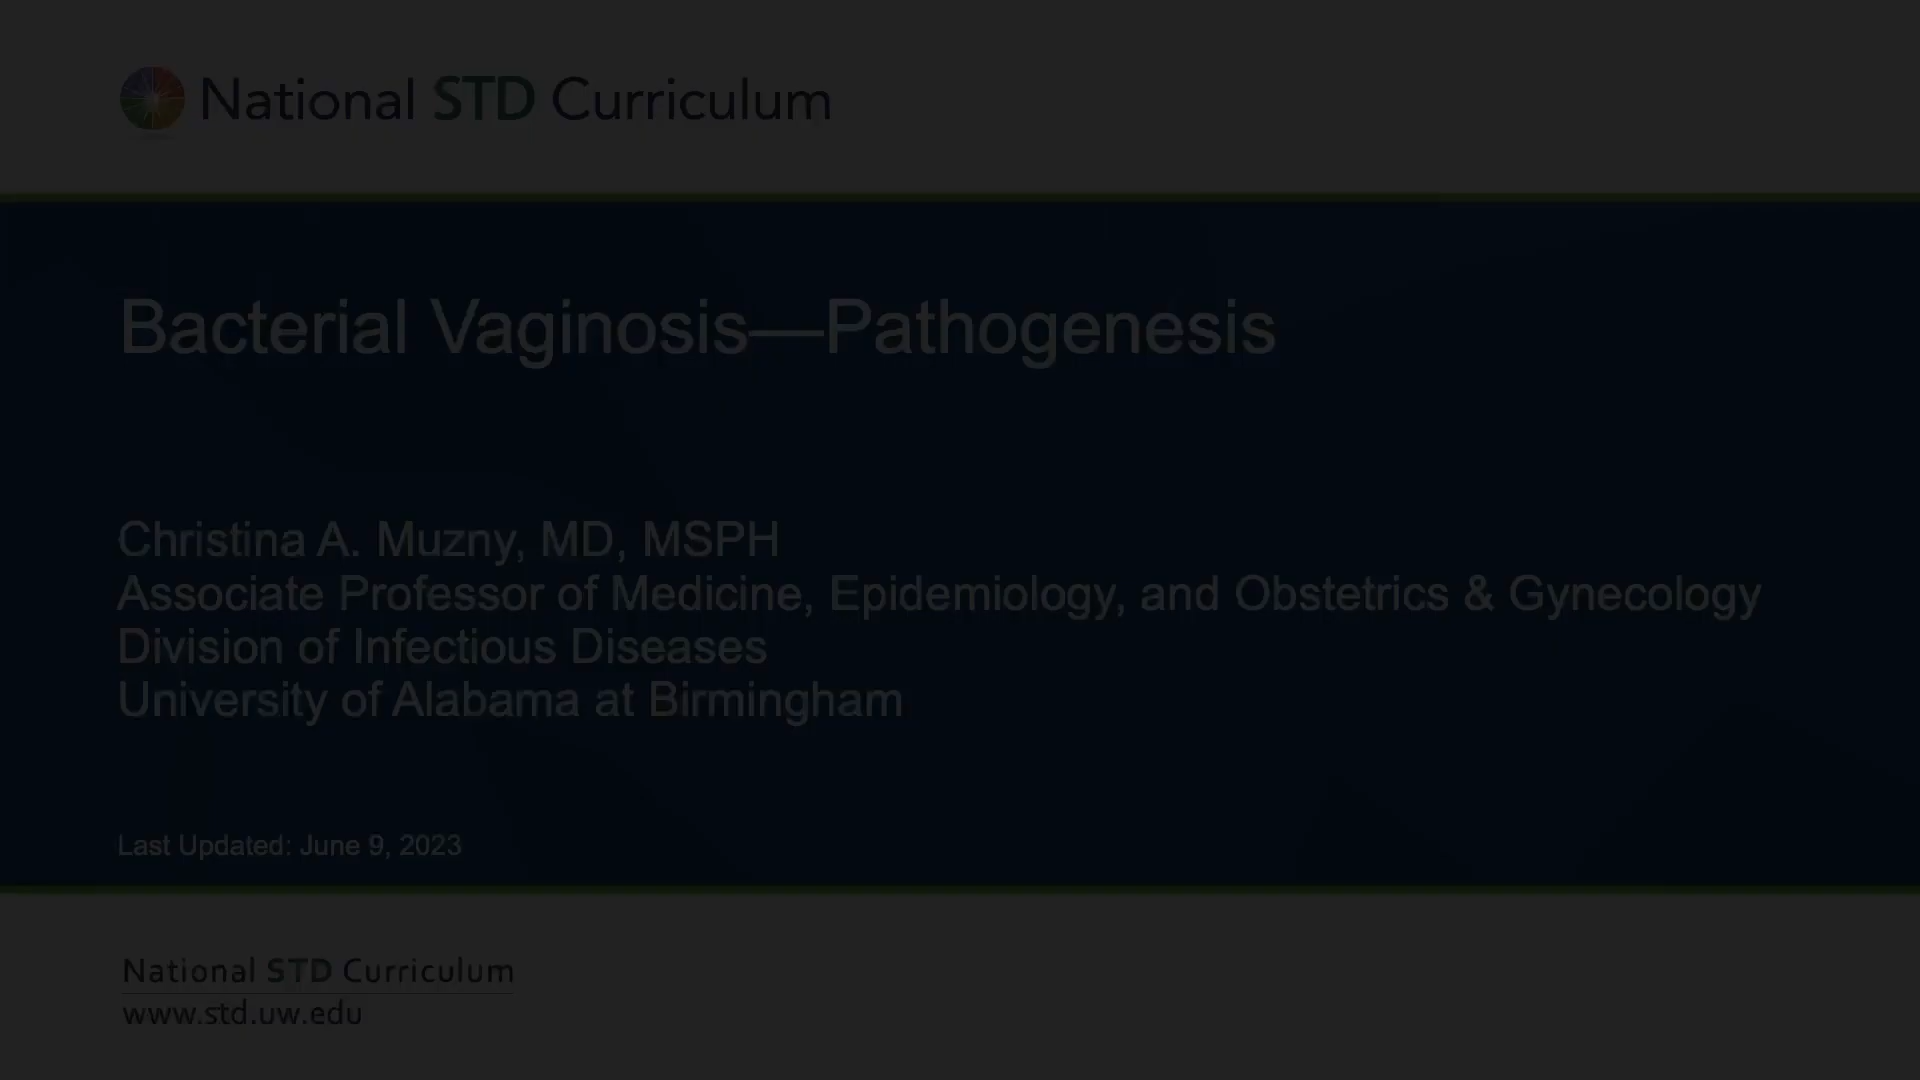 National STD Curriculum
Bacterial Vaginosis—Pathogenesis
Christina A. Muzny, MD, MSPH
Associate Professor of Medicine, Epidemiology, and Obstetrics & Gynecology
Division of Infectious Diseases
University of Alabama at Birmingham
Last Updated: June 9, 2023
National STD Curriculum
www.std.uw.edu